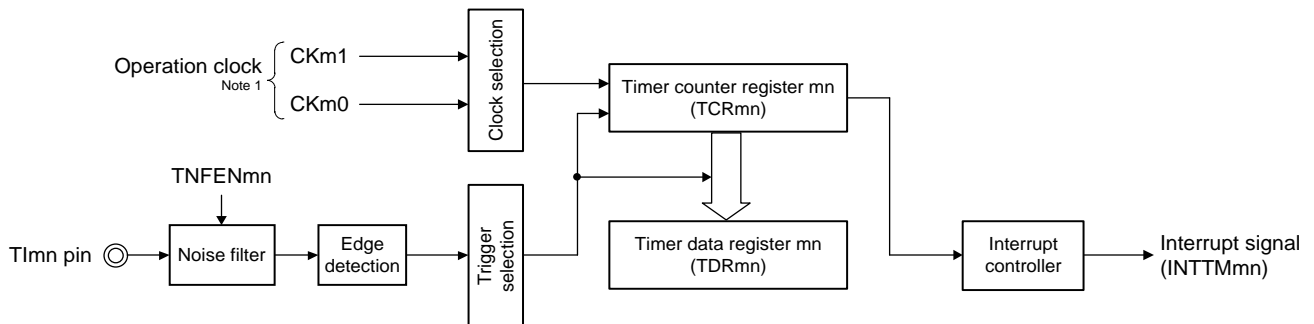 Operation clock
Note 1
CKm1
CKm0
Clock selection
Timer counter register mn
(TCRmn)
TNFENmn
TImn pin
Noise filter
Edge
detection
Trigger
selection
Timer data register mn
(TDRmn)
Interrupt
controller
Interrupt signal
(INTTMmn)